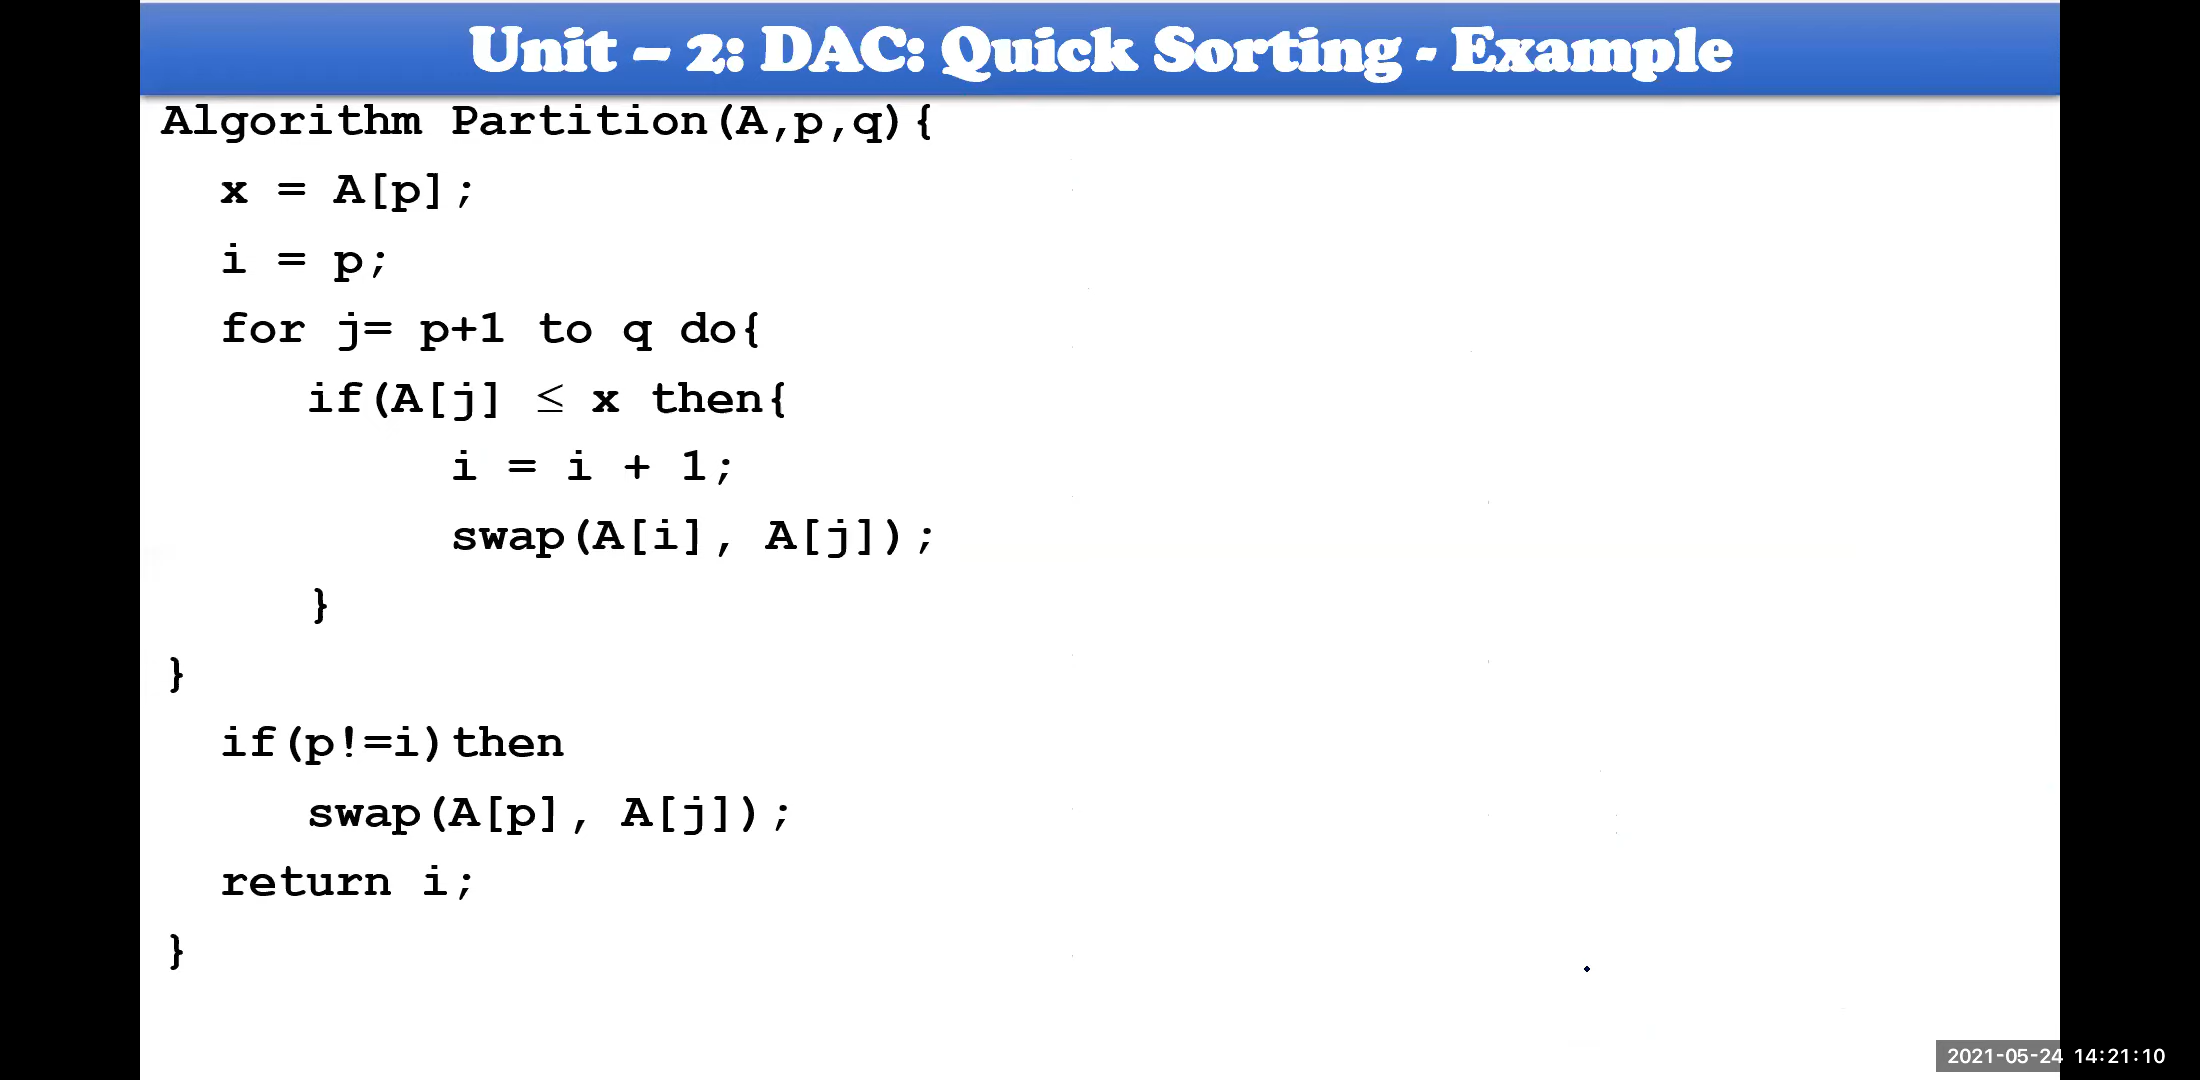 Unit – 2: DAC: Quick Sorting - Example
Algorithm Partition(A,p,q){
x = A[p];
i = p;
for j= p+1 to q do{
if(A[j] ≤ x then{
i = i + 1;
swap(A[i], A[j]);
}
}
if(p!=i)then
swap(A[p], A[j]);
return i;
}
2021-05-24 14:21:10